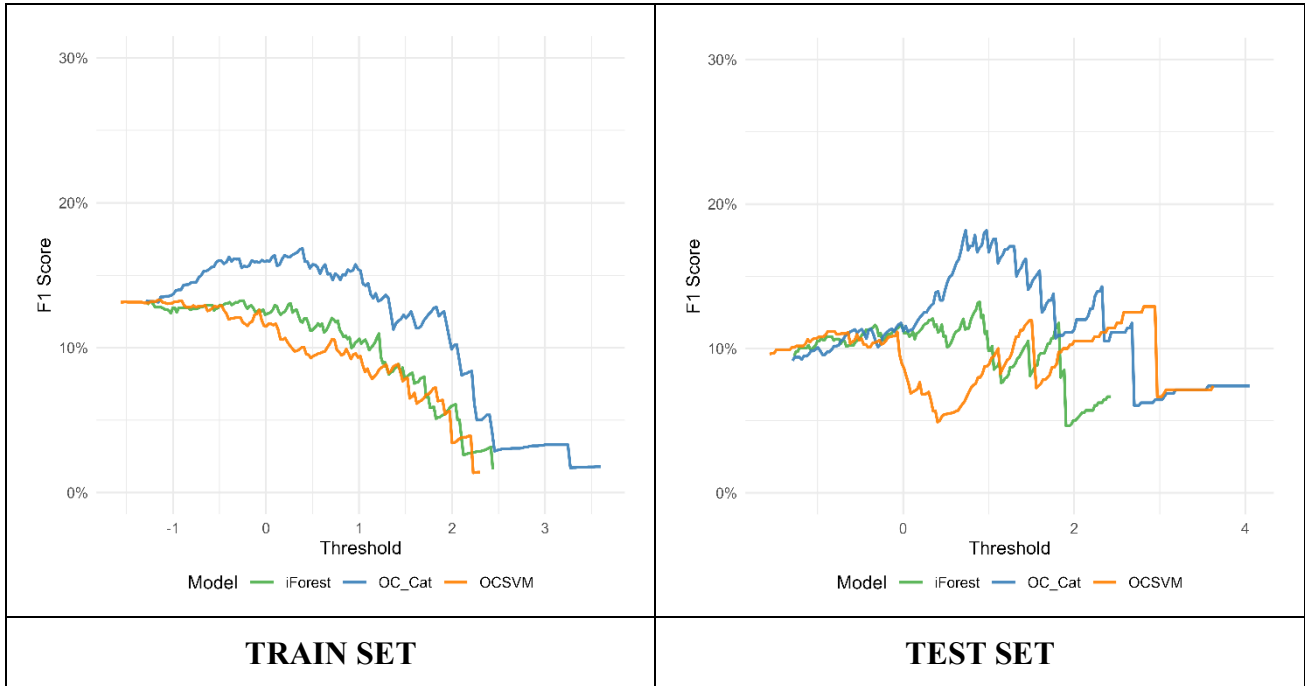 30%
20%
10%
0%
F1 Score
-1 0 1 2 3
Threshold
Model iForest OC_Cat OCSVM
TRAIN SET
30%
20%
10%
0%
F1 Score
0 2 4
Threshold
Model iForest OC_Cat OCSVM
TEST SET